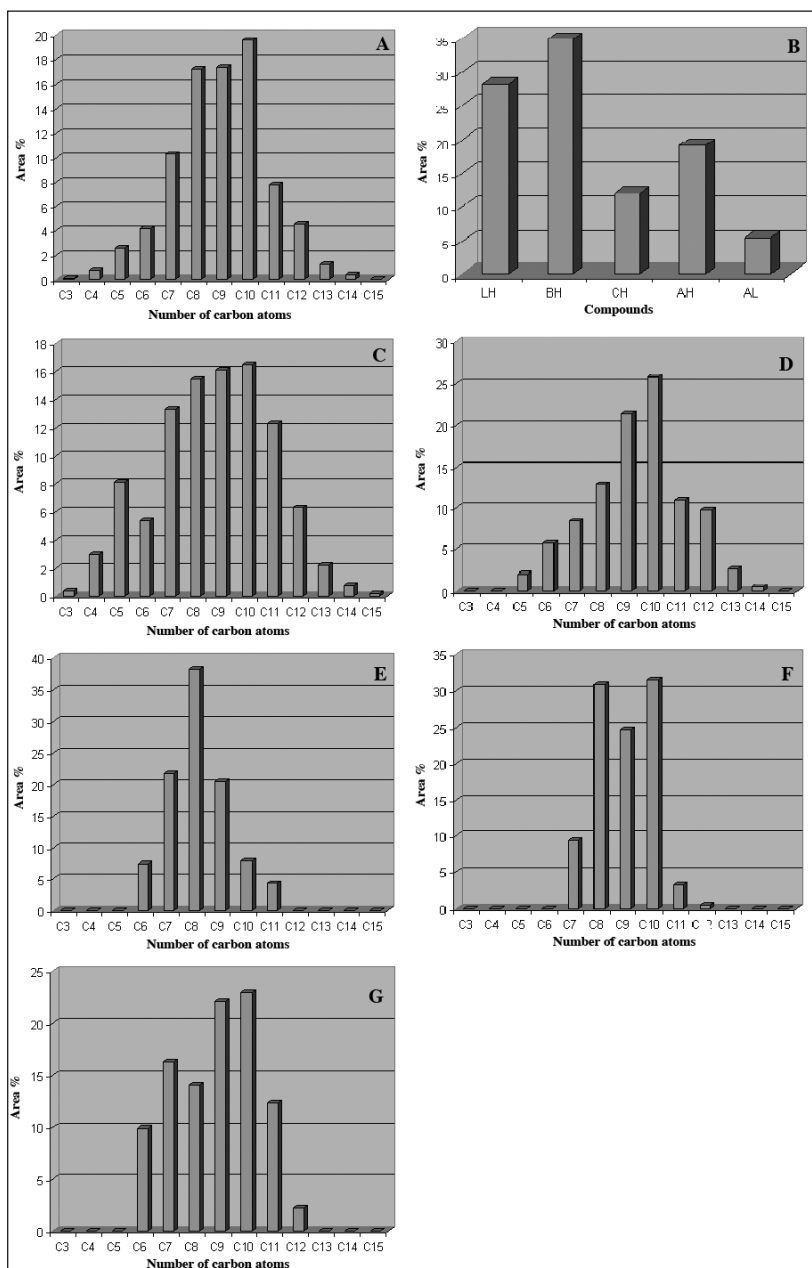 A
Area %
20
18
16
14
12
10
8
6
4
2
0
C3 C4 C5 C6 C7 C8 C9 C10 C11 C12 C13 C14 C15
Number of carbon atoms
B
Area %
35
30
25
20
15
10
5
0
LH BH CH AH AL
Compounds
C
Area %
18
16
14
12
10
8
6
4
2
0
C3 C4 C5 C6 C7 C8 C9 C10 C11 C12 C13 C14 C15
Number of carbon atoms
D
Area %
30
25
20
15
10
5
0
C3 C4 C5 C6 C7 C8 C9 C10 C11 C12 C13 C14 C15
Number of carbon atoms
E
Area %
40
35
30
25
20
15
10
5
0
C3 C4 C5 C6 C7 C8 C9 C10 C11 C12 C13 C14 C15
Number of carbon atoms
F
Area %
35
30
25
20
15
10
5
0
C3 C4 C5 C6 C7 C8 C9 C10 C11 C13 C14 C15
Number of carbon atoms
G
Area %
25
20
15
10
5
0
C3 C4 C5 C6 C7 C8 C9 C10 C11 C12 C13 C14 C15
Number of carbon atoms